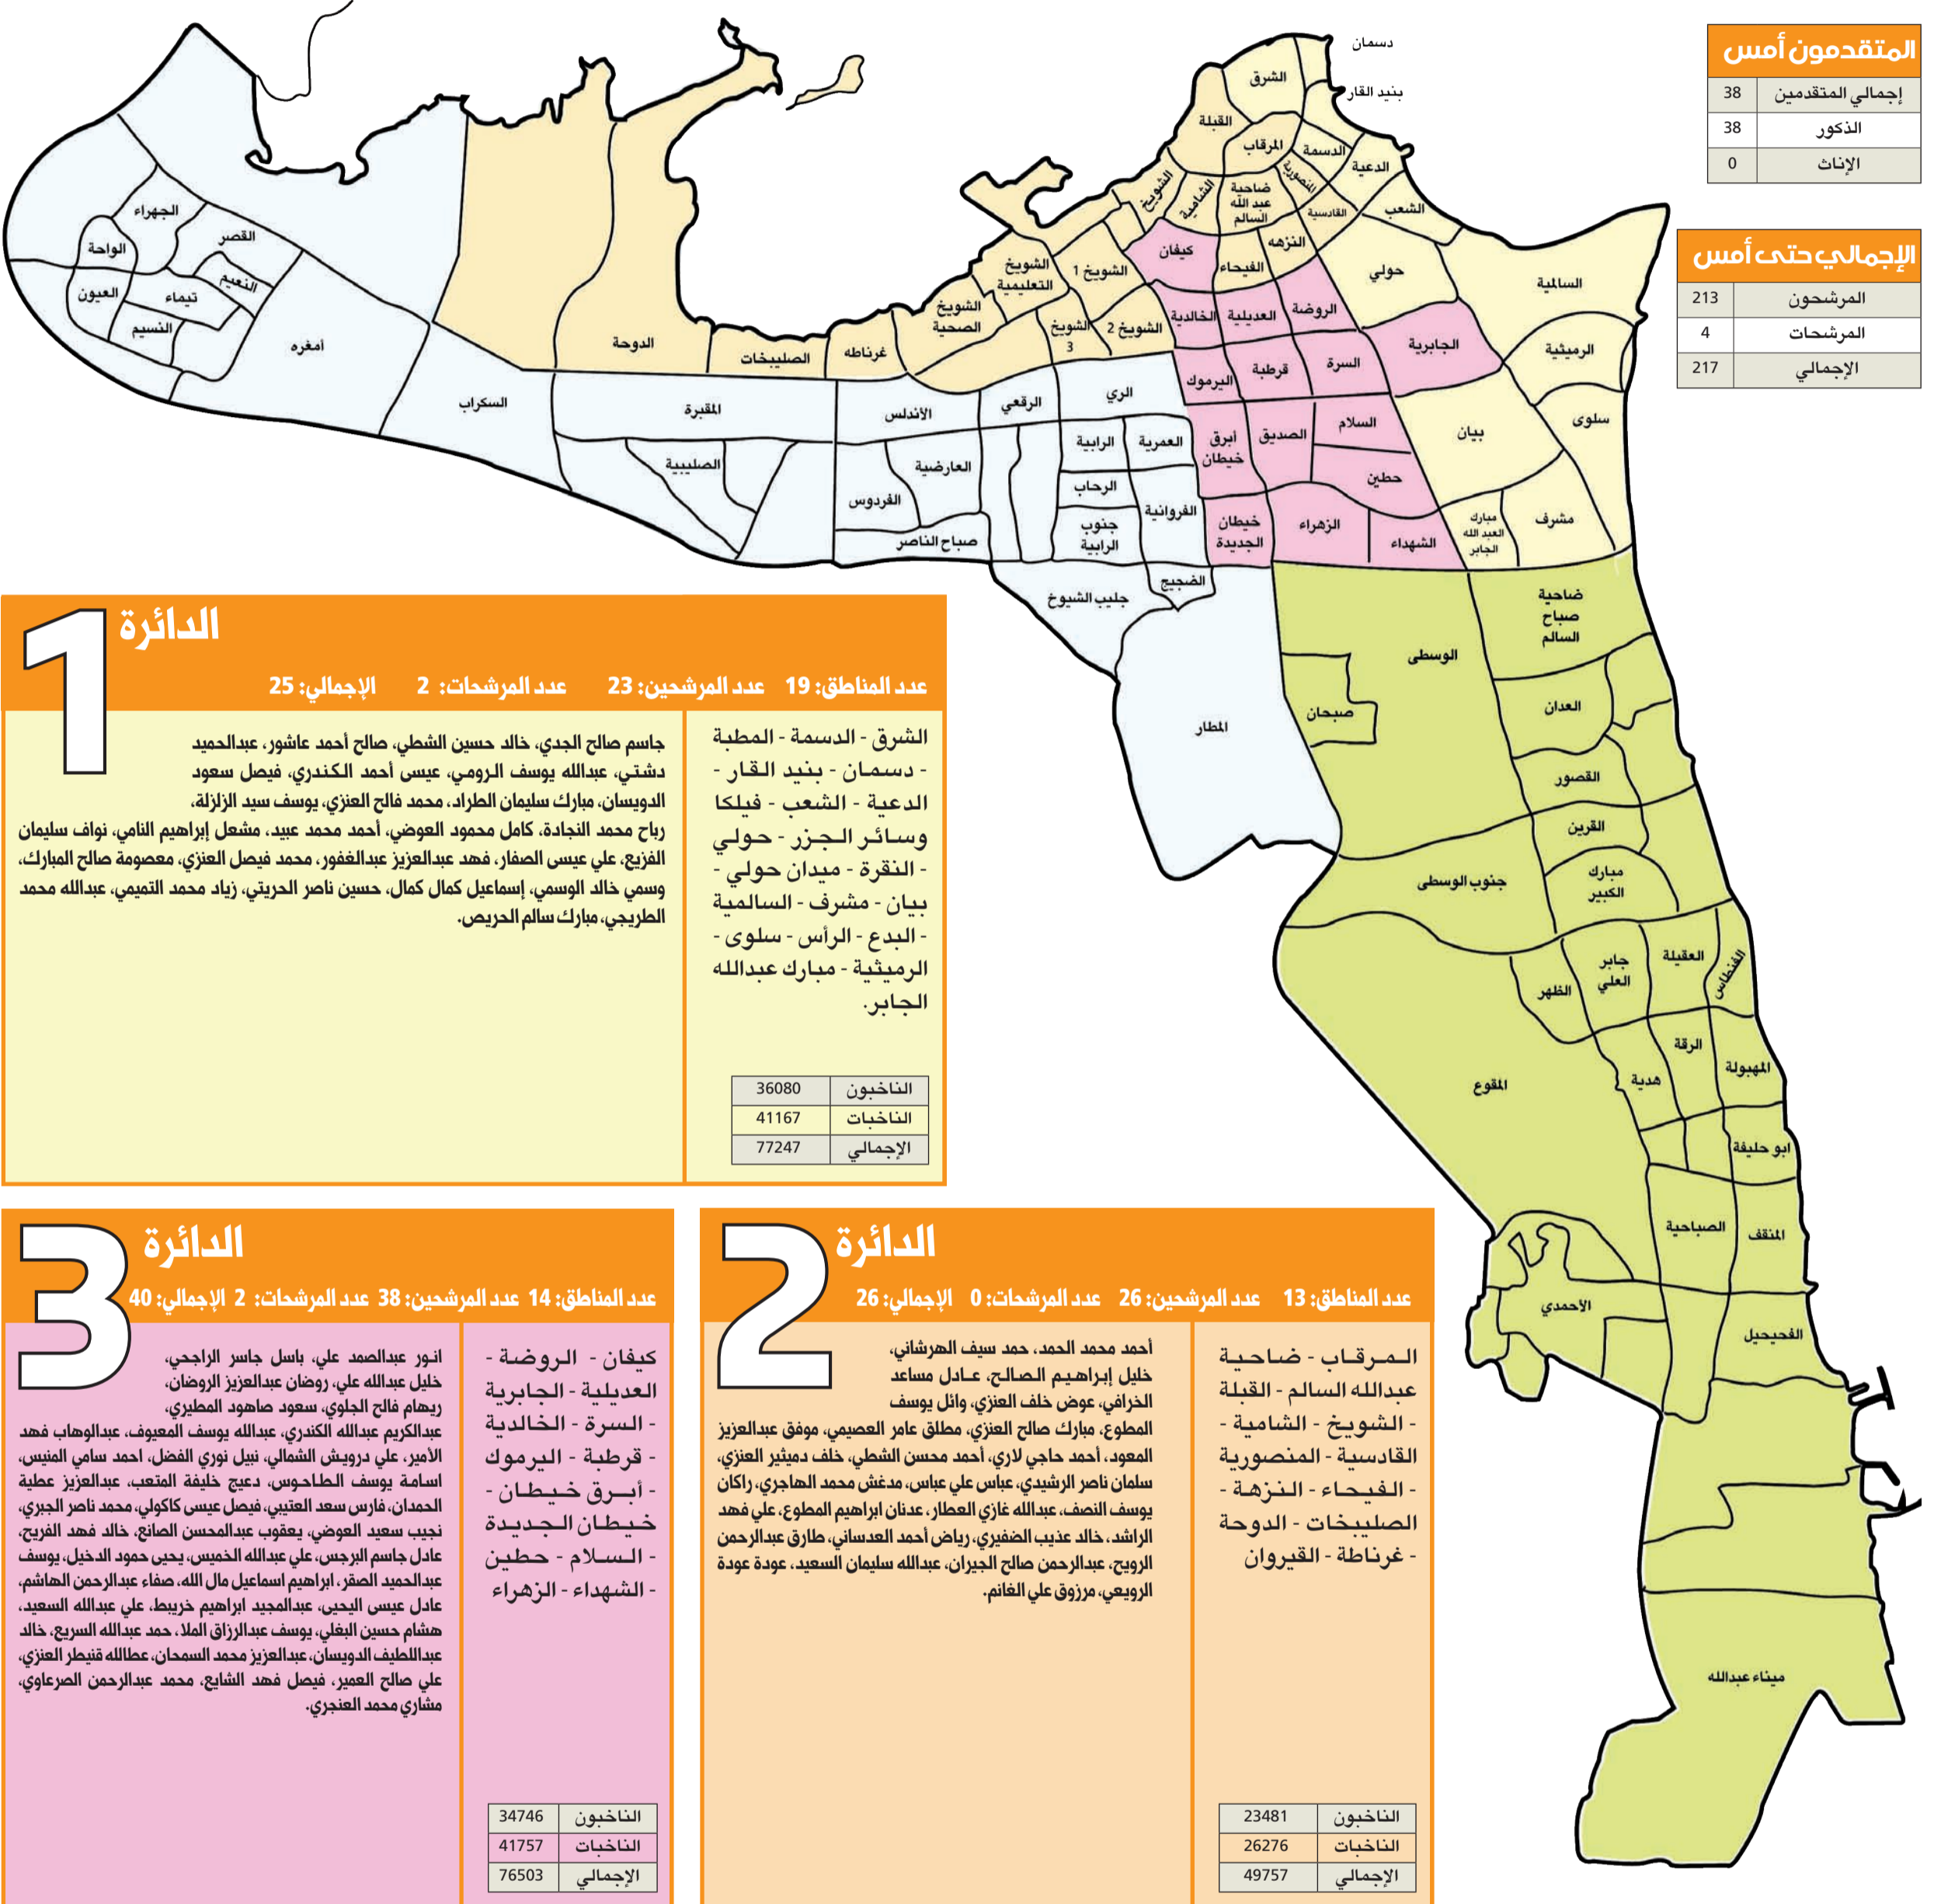 المتقدمون أمس
إجمالي المتقدمين 38
الذكور 38
الإناث 0
الإجمالي حتى أمس
المرشحون 213
المرشحات 4
الإجمالي 217
دسمان
بنيد القار
الشرق
القبلة
المرقاب
الدسمة
الدعية
المنصورية
الشويخ
الشامية
ضاحية
عبد الله
السالم
القادسية
الشعب
كيفان
النزهه
الفيحاء
حولي
السالمية
الشويخ
التعليمية
الشويخ 1
الشويخ
الصحية
الشويخ
3
الشويخ 2
الخالدية
العديلية
الروضة
الجابرية
الرميثية
غرناطه
الصليبخات
الدوحة
اليرموك
قرطبة
السرة
بيان
سلوى
الجهراء
الواحة
القصر
النعيم
العيون
تيماء
النسيم
أمغره
السكراب
المقبرة
الأندلس
الرقعي
الري
الصليبية
العارضية
الفردوس
صباح الناصر
الرابية
العمرية
الرحاب
جنوب
الرابية
الفروانية
أبرق
خيطان
الصديق
السلام
حطين
خيطان
الجديدة
الزهراء
الشهداء
مبارك
العبد الله
الجابر
مشرف
الضجيج
جليب الشيوخ
المطار
الوسطى
صبحان
ضاحية
صباح
السالم
العدان
القصور
القرين
مبارك
الكبير
جنوب الوسطى
الظهر
جابر
العلي
العقيلة
الفنطاس
المقوع
هدية
الرقة
المهبولة
ابو حليفة
الصباحية
المنقف
الأحمدي
الفحيحيل
ميناء عبدالله
الدائرة 1
عدد المناطق: 19 عدد المرشحين: 23 عدد المرشحات: 2 الإجمالي: 25
الشرق - الدسمة - المطبة
- دسمان - بنيد القار -
الدعية - الشعب - فيلكا
وسائر الجزر - حولي
- النقرة - ميدان حولي -
بيان - مشرف - السالمية
- البدع - الرأس - سلوى -
الرميثية - مبارك عبدالله
الجابر.
الناخبون 36080
الناخبات 41167
الإجمالي 77247
جاسم صالح الجدي، خالد حسين الشطي، صالح أحمد عاشور، عبدالحميد
دشتي، عبدالله يوسف الرومي، عيسى أحمد الكندري، فيصل سعود
الدويسان، مبارك سليمان الطراد، محمد فالح العنزي، يوسف سيد الزلزلة،
رباح محمد النجادة، كامل محمود العوضي، أحمد محمد عبيد، مشعل إبراهيم النامي، نواف سليمان
الفزيع، علي عيسى الصفار، فهد عبدالعزيز عبدالغفور، محمد فيصل العنزي، معصومة صالح المبارك،
وسمي خالد الوسمي، إسماعيل كمال كمال، حسين ناصر الحريتي، زياد محمد التميمي، عبدالله محمد
الطريجي، مبارك سالم الحريص.
الدائرة 2
عدد المناطق: 13 عدد المرشحين: 26 عدد المرشحات: 0 الإجمالي: 26
المرقاب - ضاحية
عبدالله السالم - القبلة
- الشويخ - الشامية -
القادسية - المنصورية
- الفيحاء - النزهة -
الصليبخات - الدوحة
- غرناطة - القيروان
الناخبون 23481
الناخبات 26276
الإجمالي 49757
أحمد محمد الحمد، حمد سيف الهرشاني،
خليل إبراهيم الصالح، عادل مساعد
الخرافي، عوض خلف العنزي، وائل يوسف
المطوع، مبارك صالح العنزي، مطلق عامر العصيمي، موفق عبدالعزيز
المعود، أحمد حاجي لاري، أحمد محسن الشطي، خلف دميثير العنزي،
سلمان ناصر الرشيدي، عباس علي عباس، مدغش محمد الهاجري، راكان
يوسف النصف، عبدالله غازي العطار، عدنان ابراهيم المطوع، علي فهد
الراشد، خالد عذيب الضفيري، رياض أحمد العدساني، طارق عبدالرحمن
الرويح، عبدالرحمن صالح الجيران، عبدالله سليمان السعيد، عودة عودة
الرويعي، مرزوق علي الغانم.
الدائرة 3
عدد المناطق: 14 عدد المرشحين: 38 عدد المرشحات: 2 الإجمالي: 40
كيفان - الروضة -
العديلية - الجابرية
- السرة - الخالدية
- قرطبة - اليرموك
- أبرق خيطان -
خيطان الجديدة
- السلام - حطين
- الشهداء - الزهراء
الناخبون 34746
الناخبات 41757
الإجمالي 76503
انور عبدالصمد علي، باسل جاسر الراجحي،
خليل عبدالله علي، روضان عبدالعزيز الروضان،
ريهام فالح الجلوي، سعود صاهود المطيري،
عبدالكريم عبدالله الكندري، عبدالله يوسف المعيوف، عبدالوهاب فهد
الأمير، علي درويش الشمالي، نبيل نوري الفضل، احمد سامي المنيس،
اسامة يوسف الطاحوس، دعيج خليفة المتعب، عبدالعزيز عطية
الحمدان، فارس سعد العتيبي، فيصل عيسى كاكولي، محمد ناصر الجبري،
نجيب سعيد العوضي، يعقوب عبدالمحسن الصانع، خالد فهد الفريح،
عادل جاسم البرجس، علي عبدالله الخميس، يحيى حمود الدخيل، يوسف
عبدالحميد الصقر، ابراهيم اسماعيل مال الله، صفاء عبدالرحمن الهاشم،
عادل عيسى اليحيى، عبدالمجيد ابراهيم خريبط، علي عبدالله السعيد،
هشام حسين البغلي، يوسف عبدالرزاق الملا، حمد عبدالله السريع، خالد
عبداللطيف الدويسان، عبدالعزيز محمد السمحان، عطالله قنيطر العنزي،
علي صالح العمير، فيصل فهد الشايع، محمد عبدالرحمن الصرعاوي،
مشاري محمد العنجري.